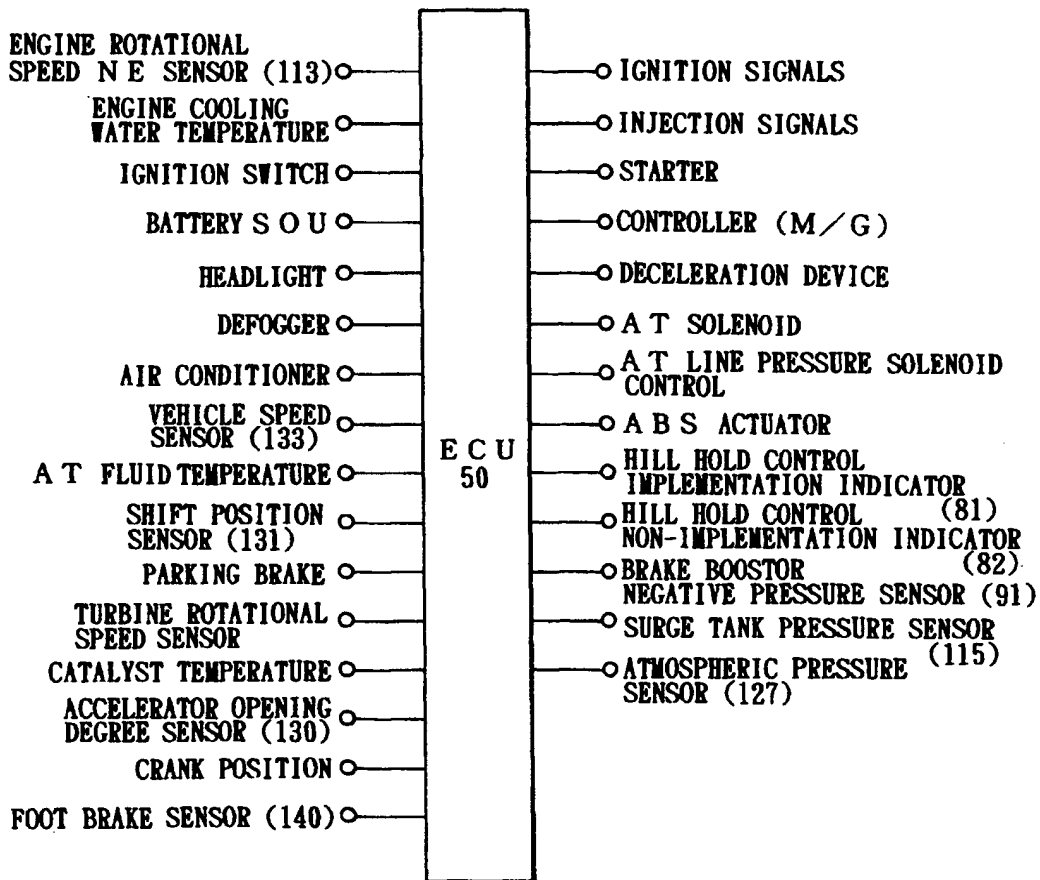 ENGINE ROTATIONAL
SPEED N E SENSOR (113)
ENGINE COOLING
WATER TEMPERATURE
IGNITION SWITCH
BATTERY S O U
HEADLIGHT
DEFOGGER
AIR CONDITIONER
VEHICLE SPEED
SENSOR (133)
A T FLUID TEMPERATURE
SHIFT POSITION
SENSOR (131)
PARKING BRAKE
TURBINE ROTATIONAL
SPEED SENSOR
CATALYST TEMPERATURE
ACCELERATOR OPENING
DEGREE SENSOR (130)
CRANK POSITION
FOOT BRAKE SENSOR (140)
E C U
50
IGNITION SIGNALS
INJECTION SIGNALS
STARTER
CONTROLLER (M/G)
DECELERATION DEVICE
A T SOLENOID
A T LINE PRESSURE SOLENOID
CONTROL
A B S ACTUATOR
HILL HOLD CONTROL
IMPLEMENTATION INDICATOR
(81)
HILL HOLD CONTROL
NON-IMPLEMENTATION INDICATOR
(82)
BRAKE BOOSTOR
NEGATIVE PRESSURE SENSOR (91)
SURGE TANK PRESSURE SENSOR
(115)
ATMOSPHERIC PRESSURE
SENSOR (127)